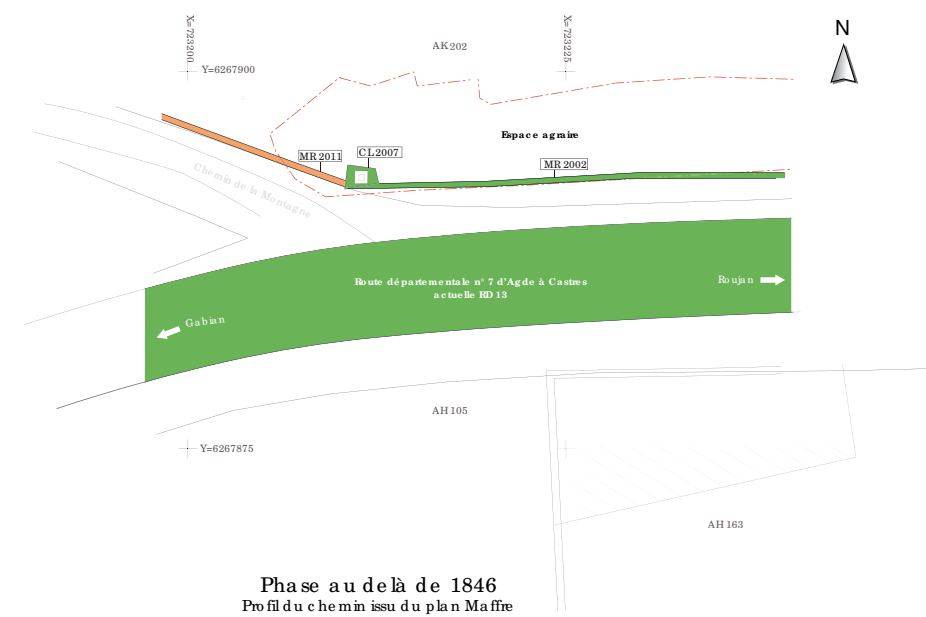 X=723200
X=723225
N
AK 202
Y=6267900
Espace agraire
MR 2011
CL2007
MR 2002
Chemin de la Montagne
Route départementale n° 7 d'Agde à Castres
actuelle RD 13
Roujan
Gabian
AH 105
Y=6267875
AH 163
Phase au delà de 1846
Profil du chemin issu du plan Maffre